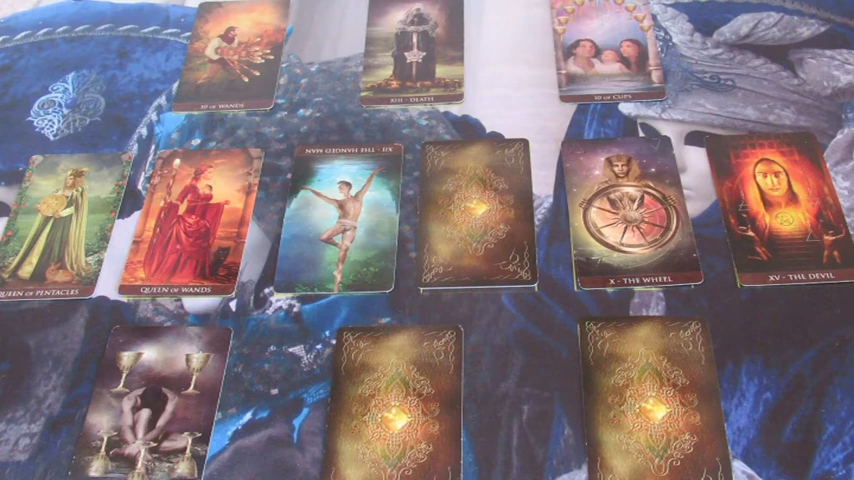 10 OF WANDS
XIII - DEATH
10 OF CUPS
QUEEN OF PENTACLES
QUEEN OF WANDS
XII - THE HANGED MAN
X - THE WHEEL
XV - THE DEVIL